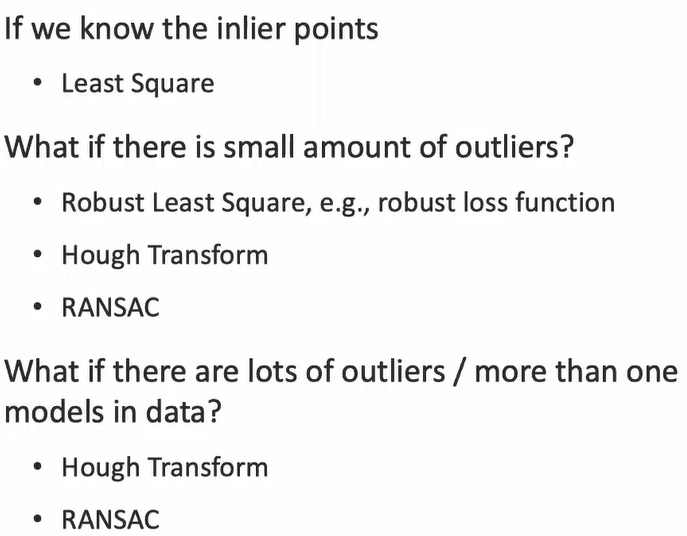 If we know the inlier points
• Least Square
What if there is small amount of outliers?
• Robust Least Square, e.g., robust loss function
• Hough Transform
• RANSAC
What if there are lots of outliers / more than one
models in data?
• Hough Transform
• RANSAC